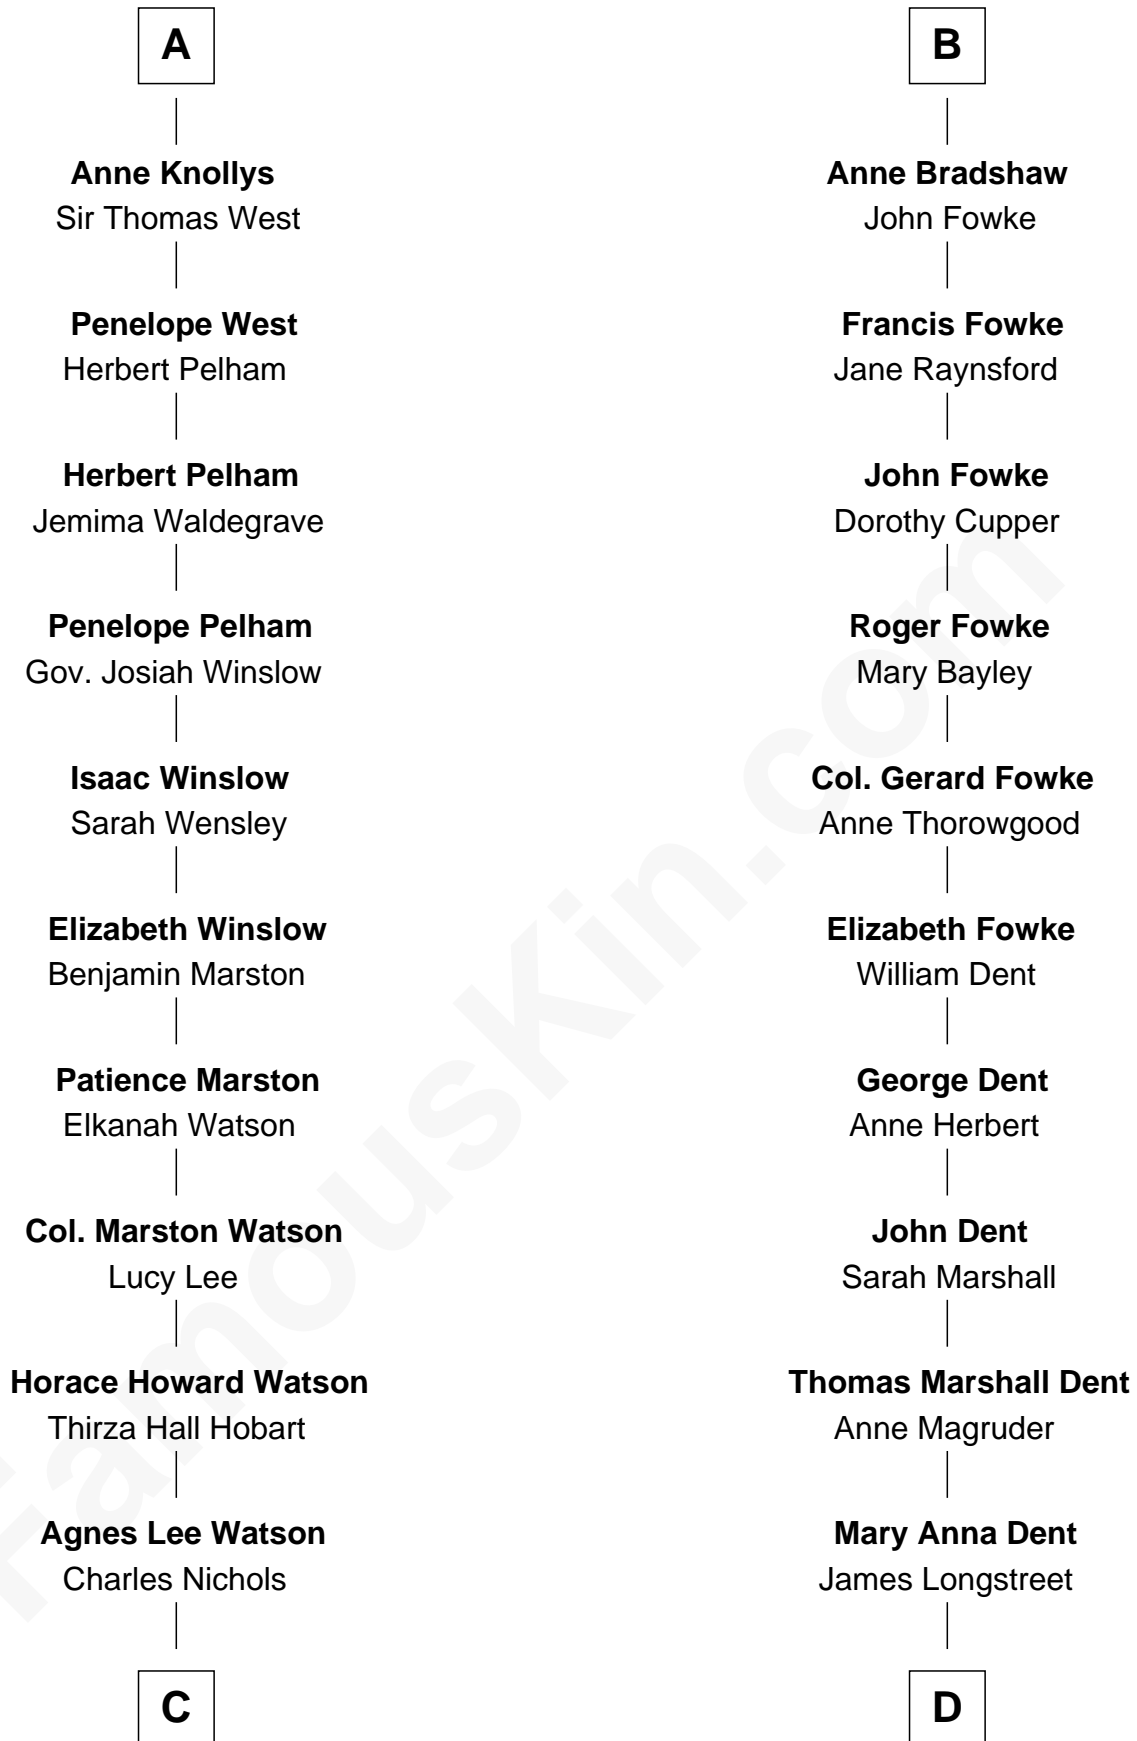 A
Anne Knollys
Sir Thomas West
Penelope West
Herbert Pelham
Herbert Pelham
Jemima Waldegrave
Penelope Pelham
Gov. Josiah Winslow
Isaac Winslow
Sarah Wensley
Elizabeth Winslow
Benjamin Marston
Patience Marston
Elkanah Watson
Col. Marston Watson
Lucy Lee
Horace Howard Watson
Thirza Hall Hobart
Agnes Lee Watson
Charles Nichols
C
B
Anne Bradshaw
John Fowke
Francis Fowke
Jane Raynsford
John Fowke
Dorothy Cupper
Roger Fowke
Mary Bayley
Col. Gerard Fowke
Anne Thorowgood
Elizabeth Fowke
William Dent
George Dent
Anne Herbert
John Dent
Sarah Marshall
Thomas Marshall Dent
Anne Magruder
Mary Anna Dent
James Longstreet
D
FamousKin.com